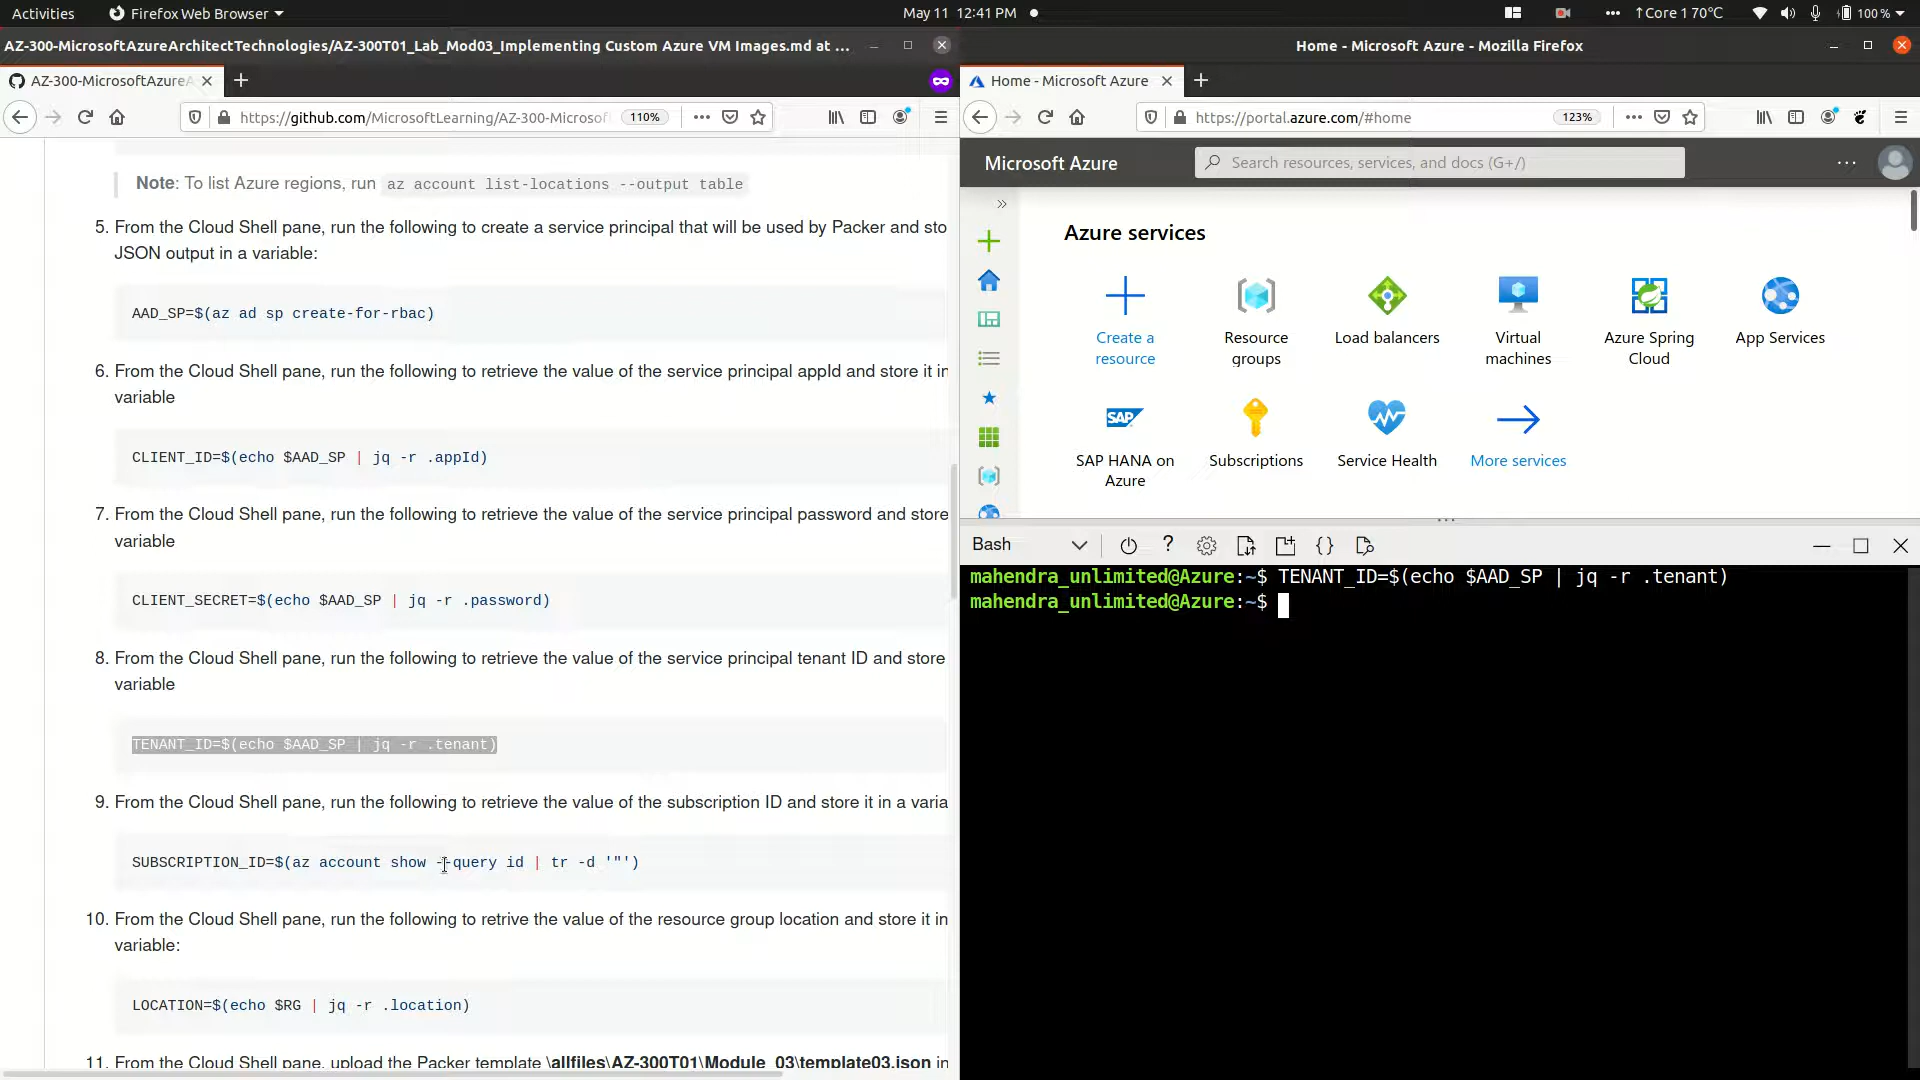 Activities
Firefox Web Browser
May 11 12:41 PM
↑Core 1 70℃
100 %
AZ-300-MicrosoftAzureArchitectTechnologies/AZ-300T01_Lab_Mod03_Implementing Custom Azure VM Images.md at ...
AZ-300-MicrosoftAzureA
https://github.com/MicrosoftLearning/AZ-300-Microsof
110%
Note: To list Azure regions, run az account list-locations --output table
5. From the Cloud Shell pane, run the following to create a service principal that will be used by Packer and sto
JSON output in a variable:
AAD_SP=$(az ad sp create-for-rbac)
6. From the Cloud Shell pane, run the following to retrieve the value of the service principal appId and store it in
variable
CLIENT_ID=$(echo $AAD_SP | jq -r .appId)
7. From the Cloud Shell pane, run the following to retrieve the value of the service principal password and store
variable
CLIENT_SECRET=$(echo $AAD_SP | jq -r .password)
8. From the Cloud Shell pane, run the following to retrieve the value of the service principal tenant ID and store
variable
TENANT_ID=$(echo $AAD_SP | jq -r .tenant)
9. From the Cloud Shell pane, run the following to retrieve the value of the subscription ID and store it in a varia
SUBSCRIPTION_ID=$(az account show --query id | tr -d '"')
10. From the Cloud Shell pane, run the following to retrive the value of the resource group location and store it in
variable:
LOCATION=$(echo $RG | jq -r .location)
11. From the Cloud Shell pane, upload the Packer template \allfiles\AZ-300T01\Module_03\template03.json in
Home - Microsoft Azure - Mozilla Firefox
Home - Microsoft Azure
https://portal.azure.com/#home
123%
Microsoft Azure
Search resources, services, and docs (G+/)
Azure services
Create a
resource
Resource
groups
Load balancers
Virtual
machines
Azure Spring
Cloud
App Services
SAP
SAP HANA on
Azure
Subscriptions
Service Health
More services
Bash
mahendra_unlimited@Azure:~$ TENANT_ID=$(echo $AAD_SP | jq -r .tenant)
mahendra_unlimited@Azure:~$